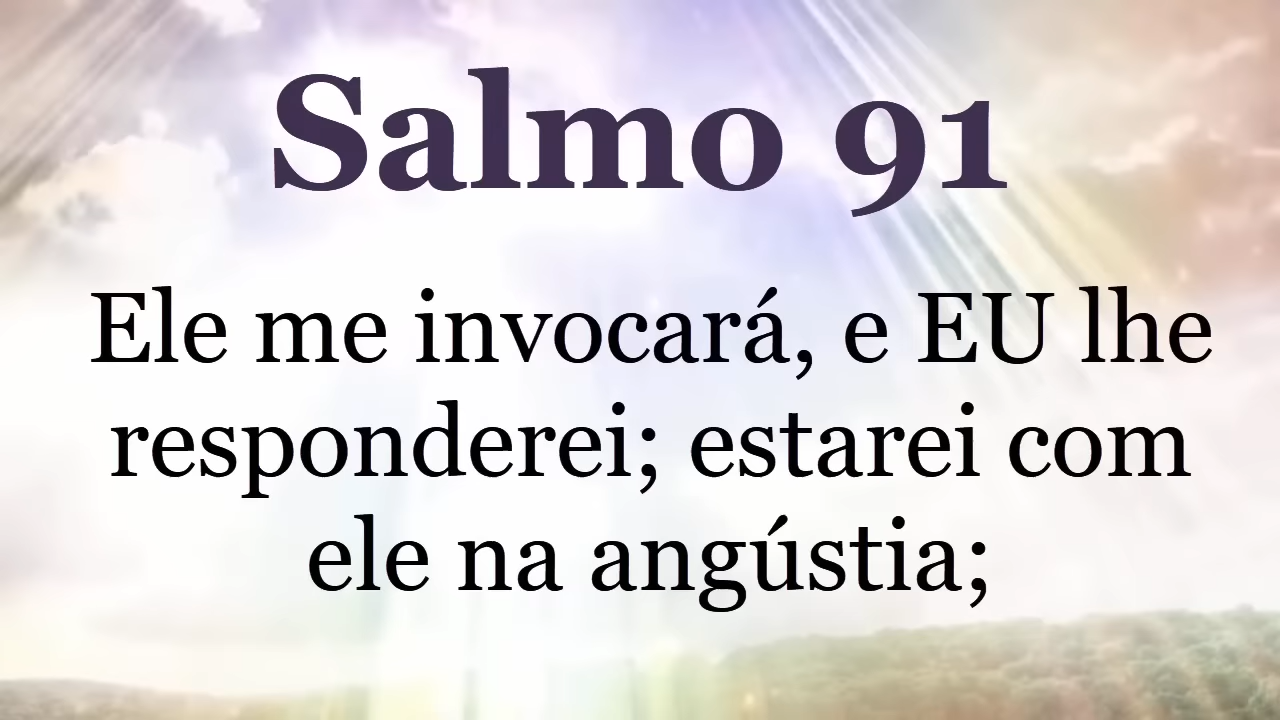 Salmo 91
Ele me invocará, e EU lhe
responderei; estarei com
ele na angústia;